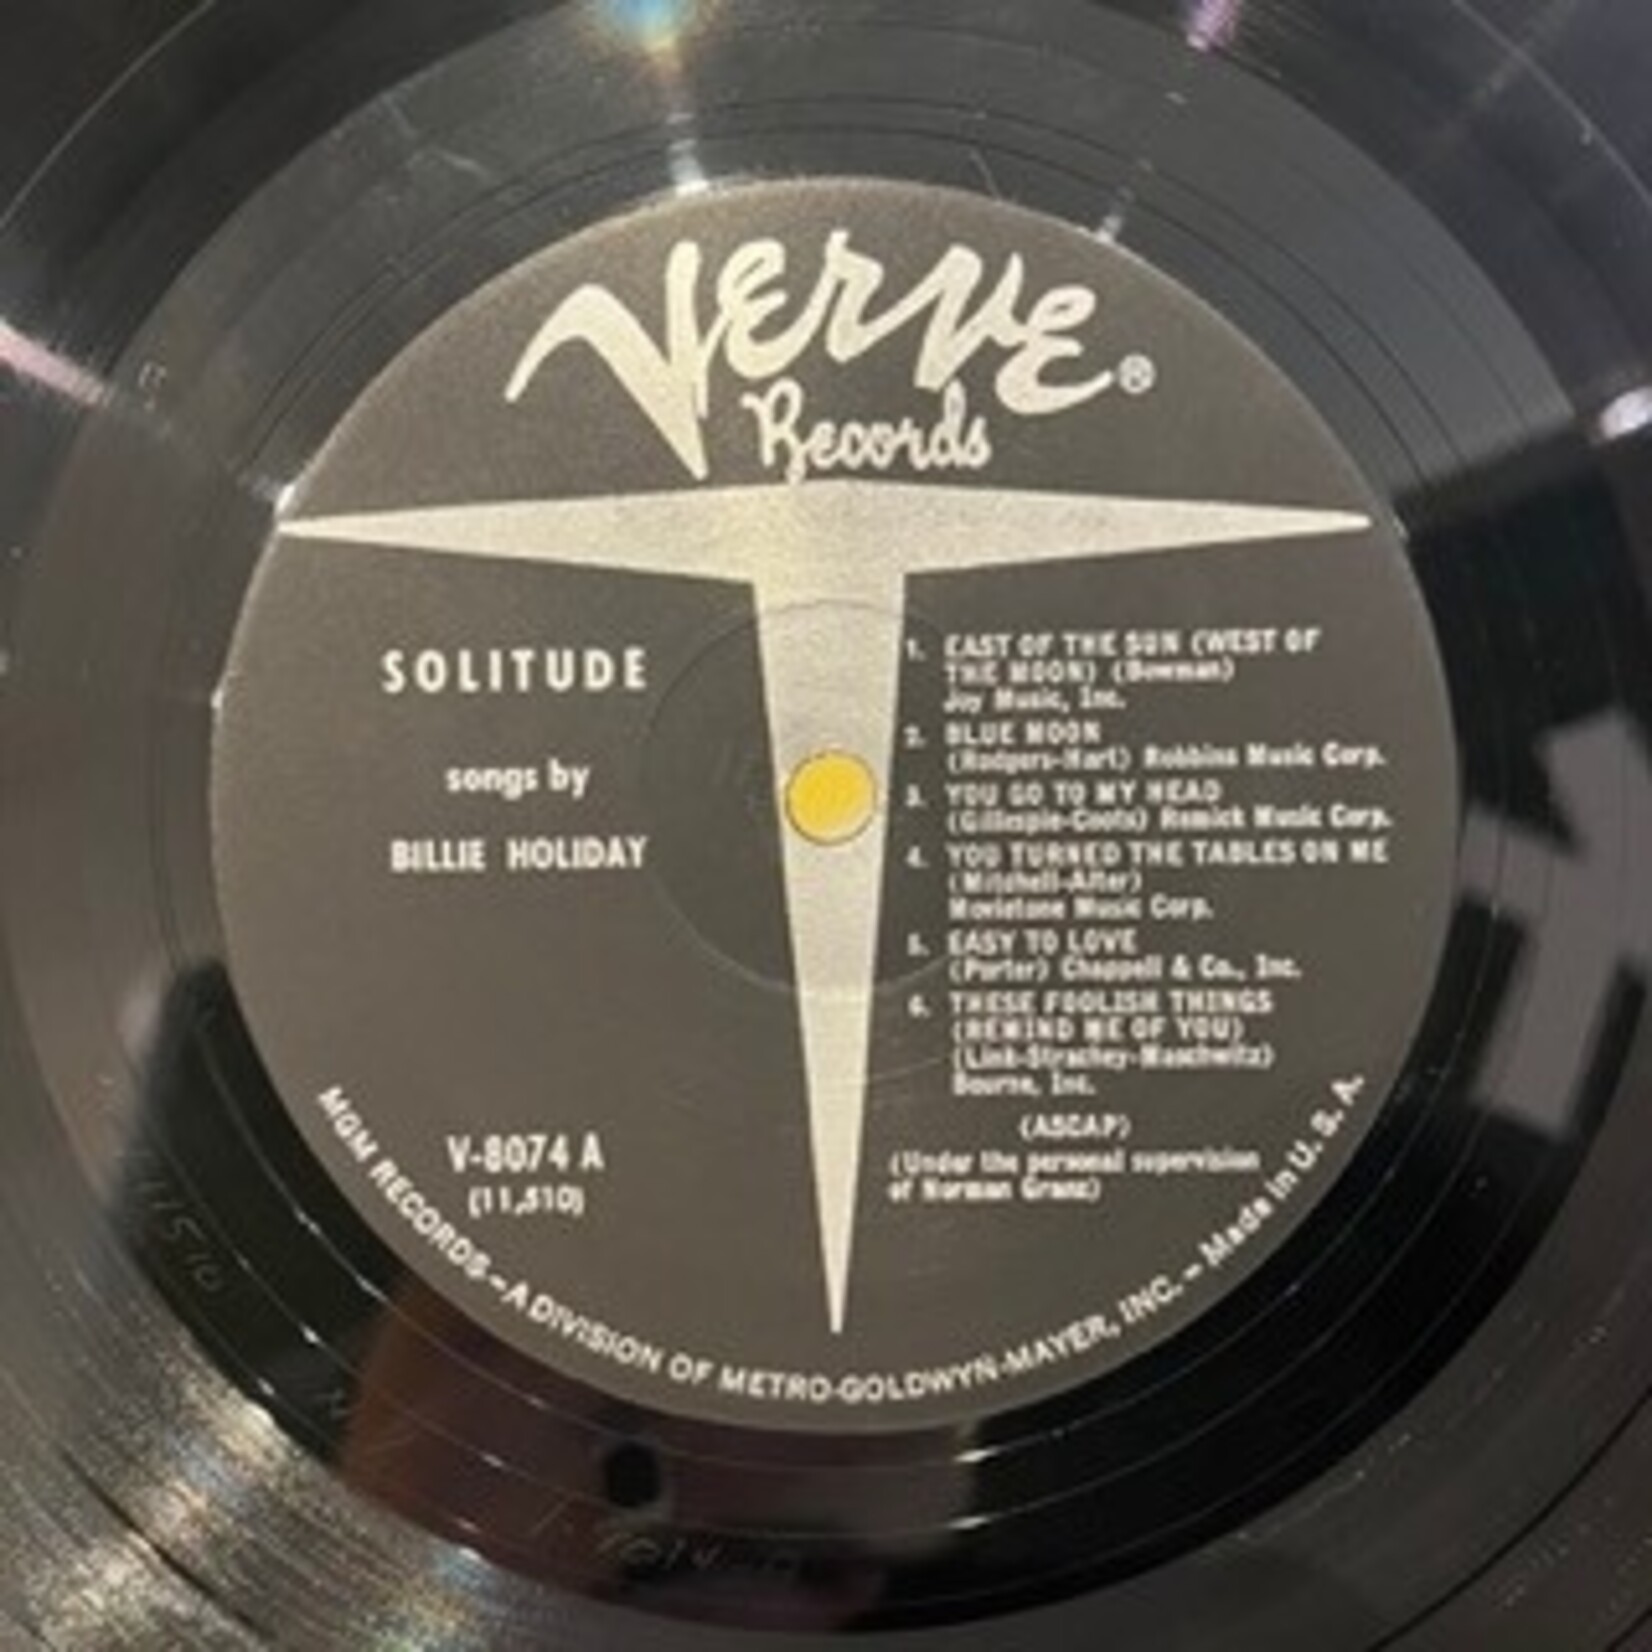 Verve®
Records
SOLITUDE
songs by
BILLIE HOLIDAY
1. EAST OF THE SUN (WEST OF
THE MOON) (Bowman)
Joy Music, Inc.
2. BLUE MOON
(Rodgers-Hart) Robbins Music Corp.
3. YOU GO TO MY HEAD
(Gillespie-Coots) Remick Music Corp.
4. YOU TURNED THE TABLES ON ME
(Mitchell-Alter)
Movietone Music Corp.
5. EASY TO LOVE
(Porter) Chappell & Co., Inc.
6. THESE FOOLISH THINGS
(REMIND ME OF YOU)
(Link-Strachey-Maschwitz)
Bourne, Inc.
(ASCAP)
(Under the personal supervision
of Norman Granz)
V-8074 A
(11,510)
MGM RECORDS - A DIVISION OF METRO-GOLDWYN-MAYER, INC. - Made in U. S. A.